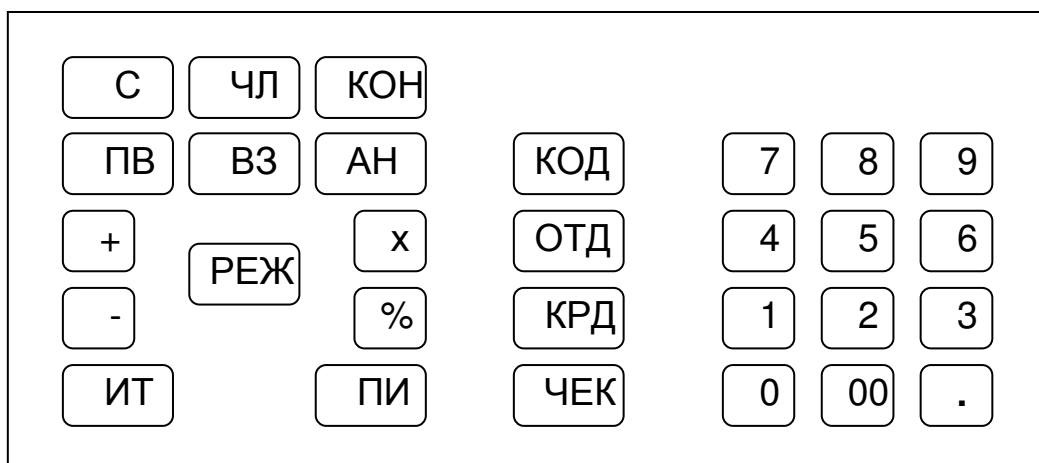 С ЧЛ КОН
ПВ ВЗ АН КОД 7 8 9
+ х ОТД 4 5 6
РЕЖ
- % КРД 1 2 3
ИТ ПИ ЧЕК 0 00 .